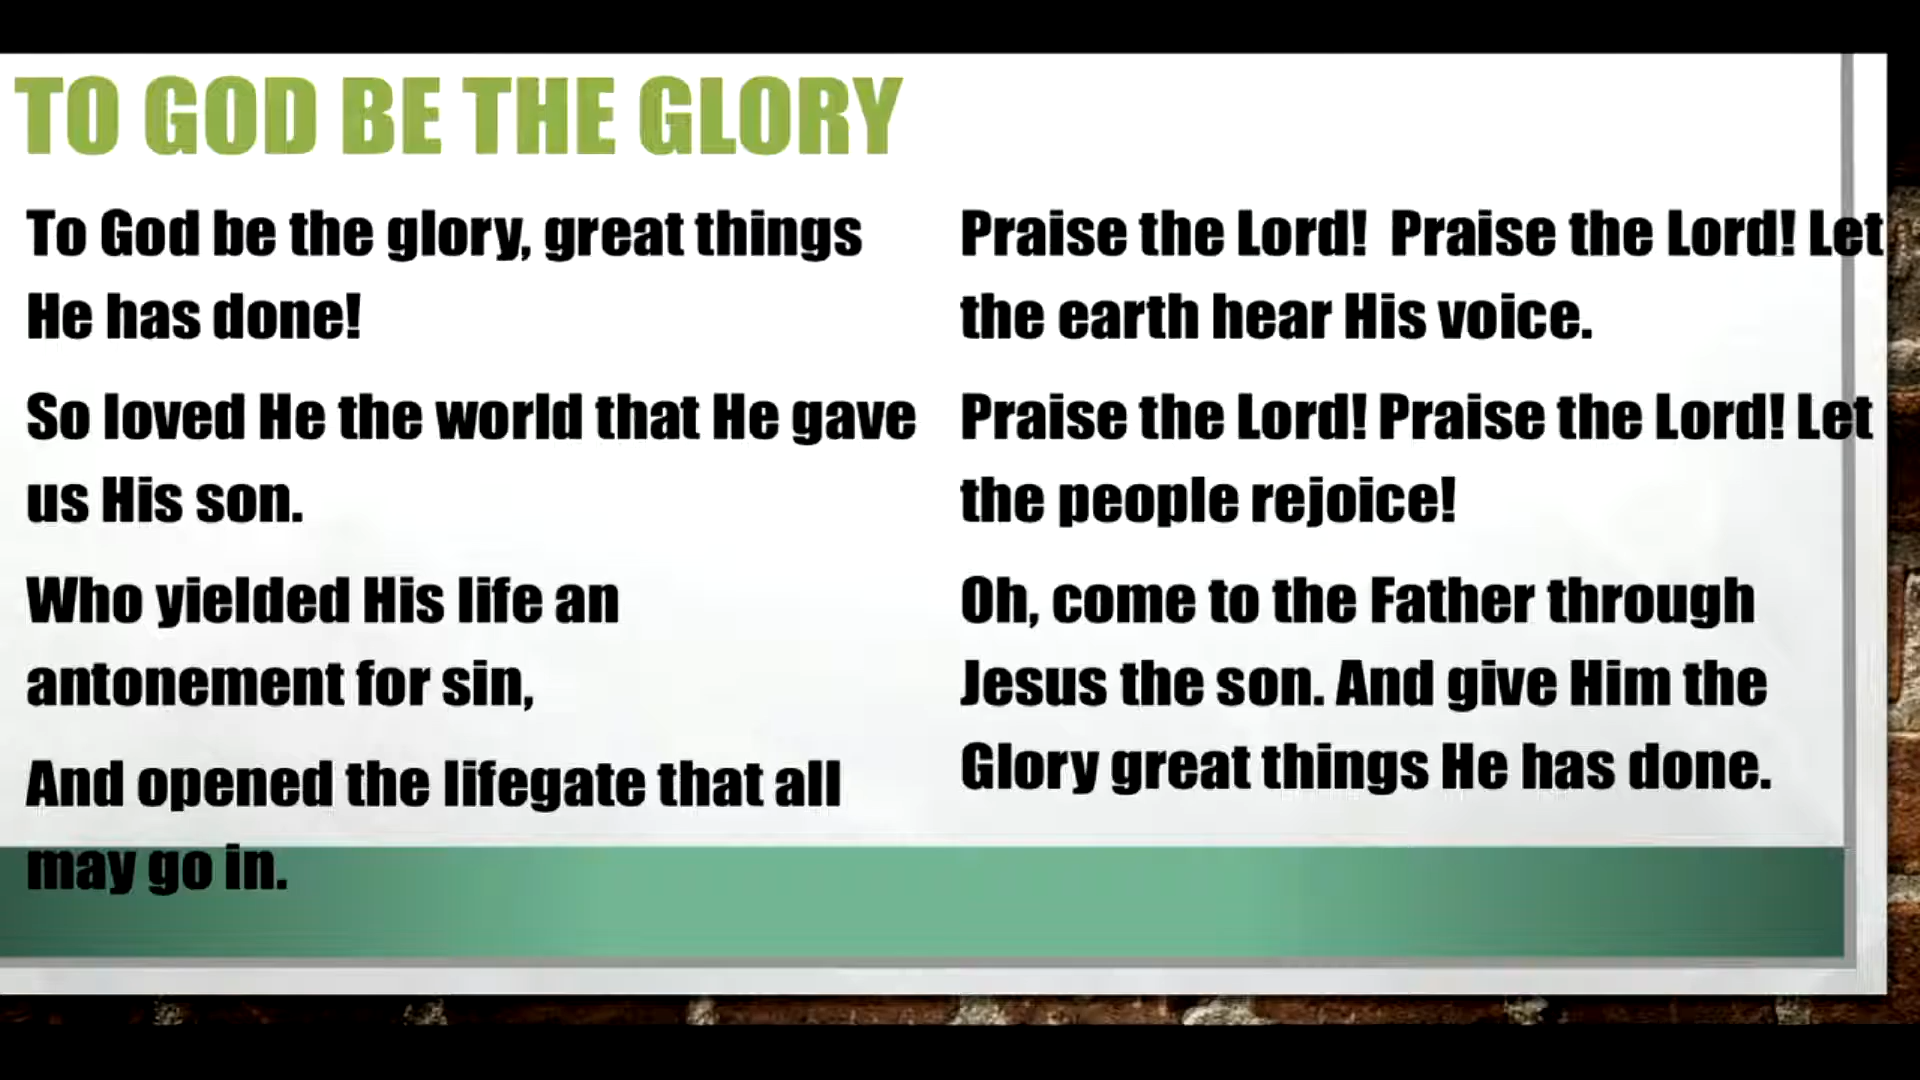 TO GOD BE THE GLORY
To God be the glory, great things
He has done!
So loved He the world that He gave
us His son.
Who yielded His life an
antonement for sin,
And opened the lifegate that all
may go in.
Praise the Lord!  Praise the Lord! Let
the earth hear His voice.
Praise the Lord! Praise the Lord! Let
the people rejoice!
Oh, come to the Father through
Jesus the son. And give Him the
Glory great things He has done.